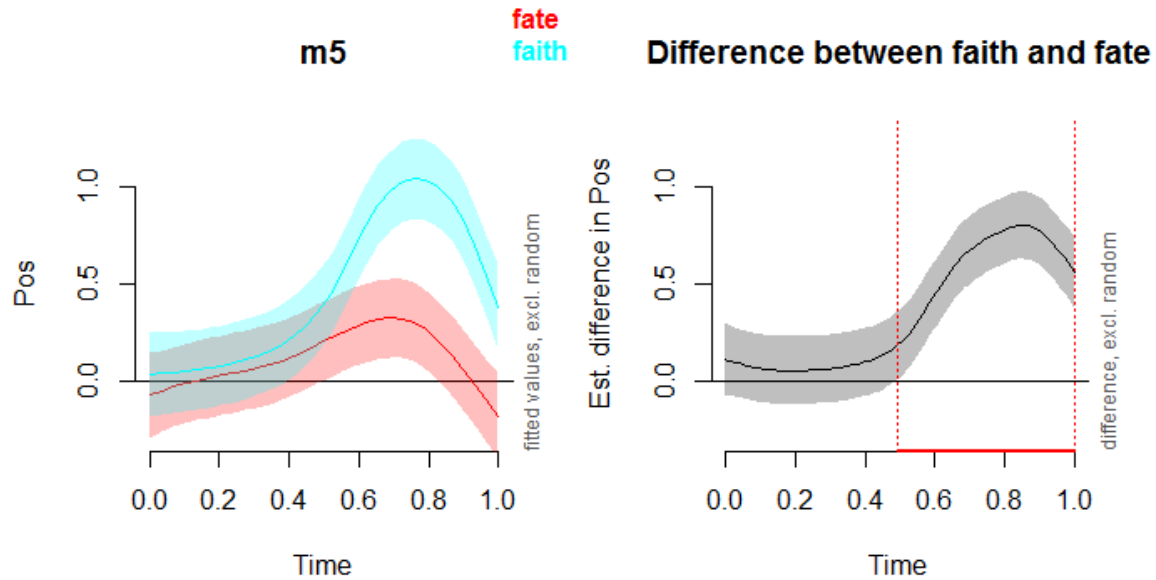 fate
faith
m5
Pos
1.0
0.5
0.0
0.0 0.2 0.4 0.6 0.8 1.0
Time
fitted values, excl. random
Difference between faith and fate
Est. difference in Pos
1.0
0.5
0.0
0.0 0.2 0.4 0.6 0.8 1.0
Time
difference, excl. random